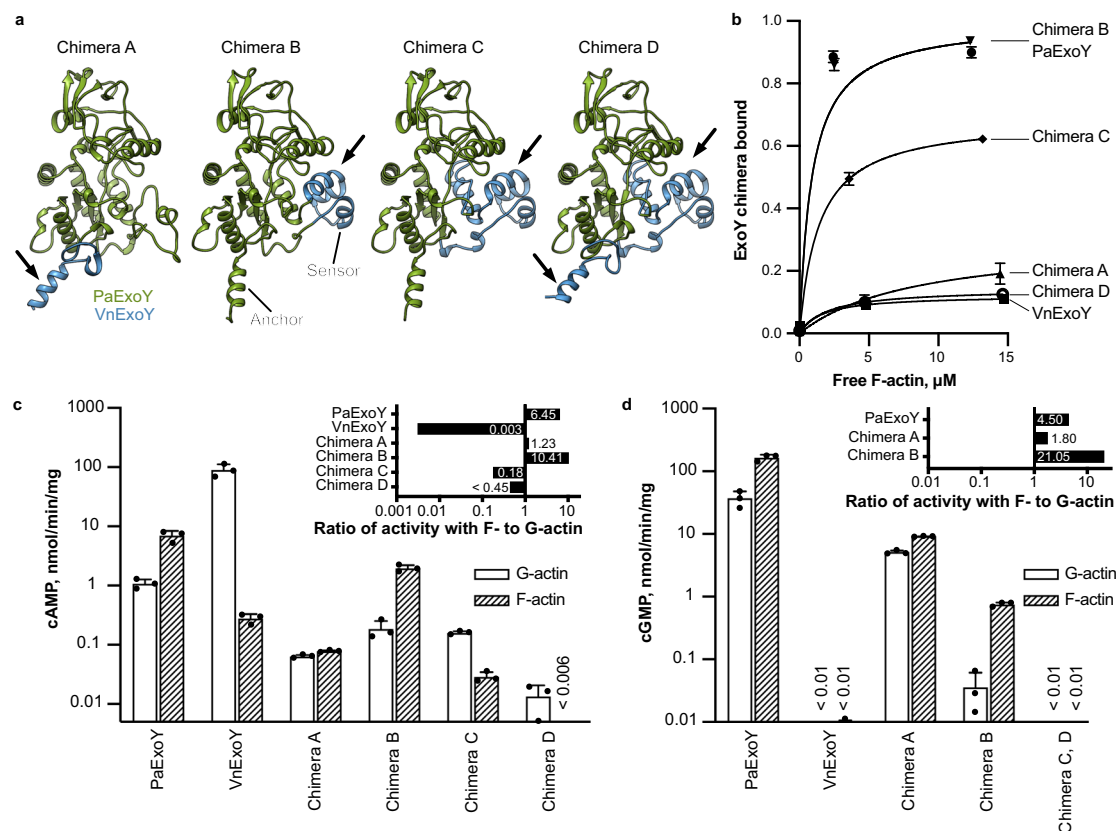 a
Chimera A
Chimera B
Chimera C
Chimera D
PaExoY
VnExoY
Sensor
Anchor
b
ExoY chimera bound
1.0
0.8
0.6
0.4
0.2
0.0
0
5
10
15
Free F-actin, µM
Chimera B
PaExoY
Chimera C
Chimera A
Chimera D
VnExoY
c
cAMP, nmol/min/mg
1000
100
10
1
0.1
0.01
PaExoY
VnExoY
Chimera A
Chimera B
Chimera C
Chimera D
6.45
0.003
1.23
10.41
0.18
< 0.45
0.001
0.01
0.1
1
10
Ratio of activity with F- to G-actin
G-actin
F-actin
< 0.006
PaExoY
VnExoY
Chimera A
Chimera B
Chimera C
Chimera D
d
cGMP, nmol/min/mg
1000
100
10
1
0.1
0.01
PaExoY
Chimera A
Chimera B
4.50
1.80
21.05
0.01
0.1
1
10
Ratio of activity with F- to G-actin
G-actin
F-actin
< 0.01
< 0.01
< 0.01
< 0.01
PaExoY
VnExoY
Chimera A
Chimera B
Chimera C, D